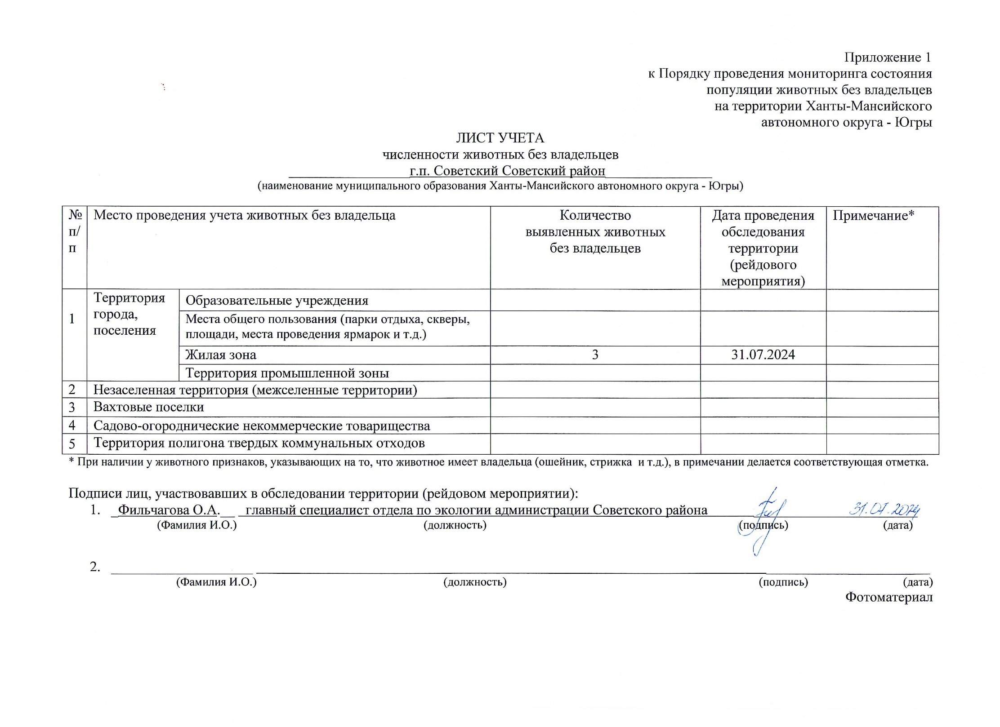 Приложение 1
к Порядку проведения мониторинга состояния
популяции животных без владельцев
на территории Ханты-Мансийского
автономного округа - Югры
ЛИСТ УЧЕТА
численности животных без владельцев
г.п. Советский Советский район
(наименование муниципального образования Ханты-Мансийского автономного округа - Югры)
№ п/п Место проведения учета животных без владельца Количество выявленных животных без владельцев Дата проведения обследования территории (рейдового мероприятия) Примечание*
1 Территория города, поселения Образовательные учреждения
Места общего пользования (парки отдыха, скверы,
площади, места проведения ярмарок и т.д.)
Жилая зона 3 31.07.2024
Территория промышленной зоны
2 Незаселенная территория (межселенные территории)
3 Вахтовые поселки
4 Садово-огороднические некоммерческие товарищества
5 Территория полигона твердых коммунальных отходов
* При наличии у животного признаков, указывающих на то, что животное имеет владельца (ошейник, стрижка и т.д.), в примечании делается соответствующая отметка.
Подписи лиц, участвовавших в обследовании территории (рейдовом мероприятии):
1. Фильчагова О.А. главный специалист отдела по экологии администрации Советского района 31.07.2024
(Фамилия И.О.) (должность) (подпись) (дата)
2.
(Фамилия И.О.) (должность) (подпись) (дата)
Фотоматериал